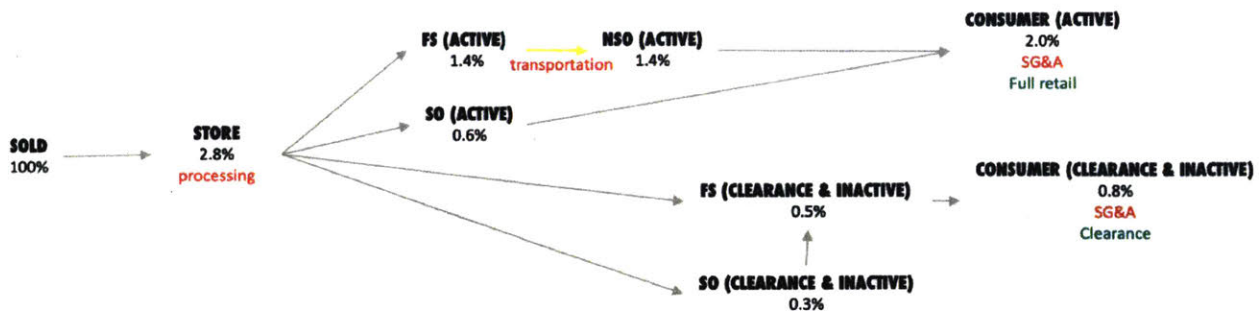 SOLD
100%
STORE
2.8%
processing
FS (ACTIVE)
1.4%
transportation
NSO (ACTIVE)
1.4%
SO (ACTIVE)
0.6%
CONSUMER (ACTIVE)
2.0%
SG&A
Full retail
FS (CLEARANCE & INACTIVE)
0.5%
SO (CLEARANCE & INACTIVE)
0.3%
CONSUMER (CLEARANCE & INACTIVE)
0.8%
SG&A
Clearance